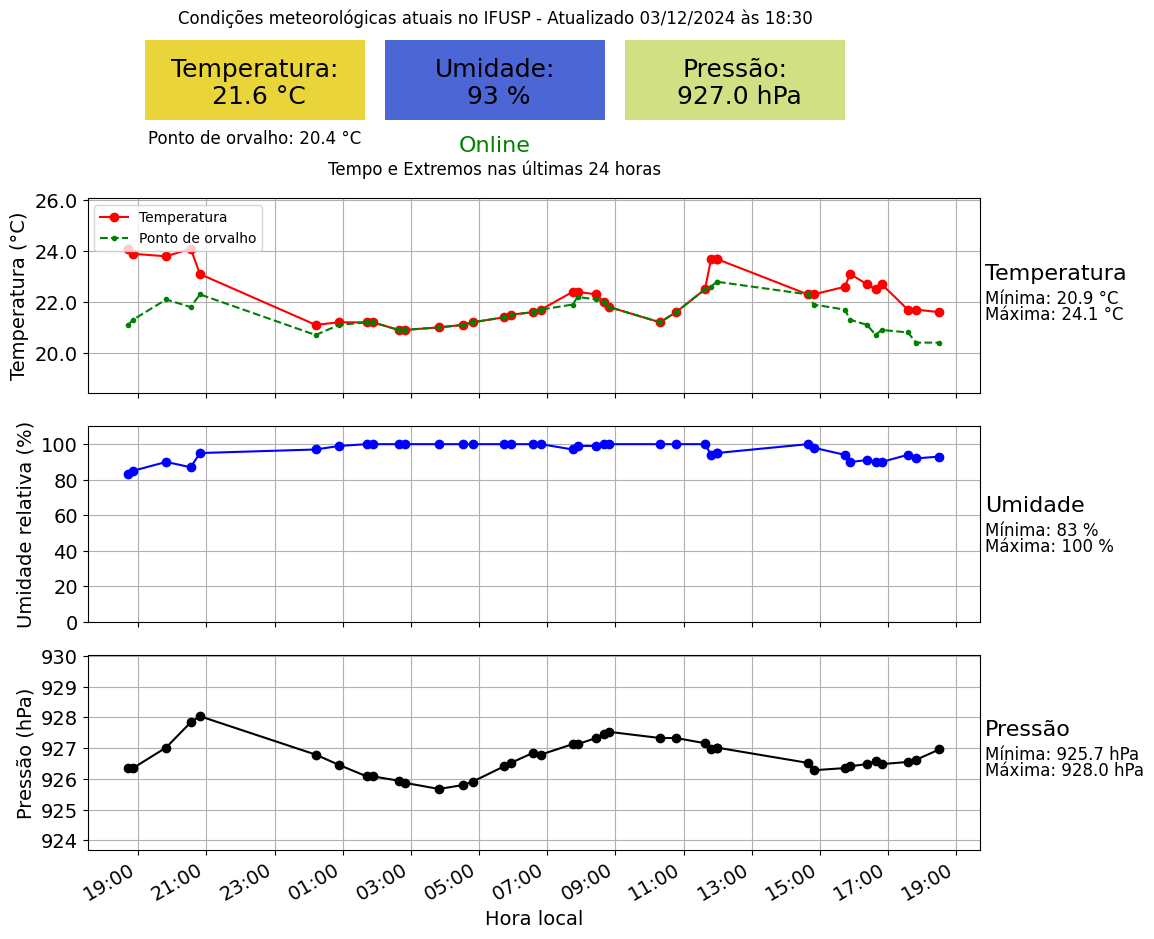 Condições meteorológicas atuais no IFUSP - Atualizado 03/12/2024 às 18:30
Temperatura:
21.6 °C
Umidade:
93 %
Pressão:
927.0 hPa
Ponto de orvalho: 20.4 °C
Online
Tempo e Extremos nas últimas 24 horas
Temperatura (°C)
26.0
24.0
22.0
20.0
Temperatura
Ponto de orvalho
Temperatura
Mínima: 20.9 °C
Máxima: 24.1 °C
Umidade relativa (%)
100
80
60
40
20
0
Umidade
Mínima: 83 %
Máxima: 100 %
Pressão (hPa)
930
929
928
927
926
925
924
Pressão
Mínima: 925.7 hPa
Máxima: 928.0 hPa
19:00
21:00
23:00
01:00
03:00
05:00
07:00
09:00
11:00
13:00
15:00
17:00
19:00
Hora local